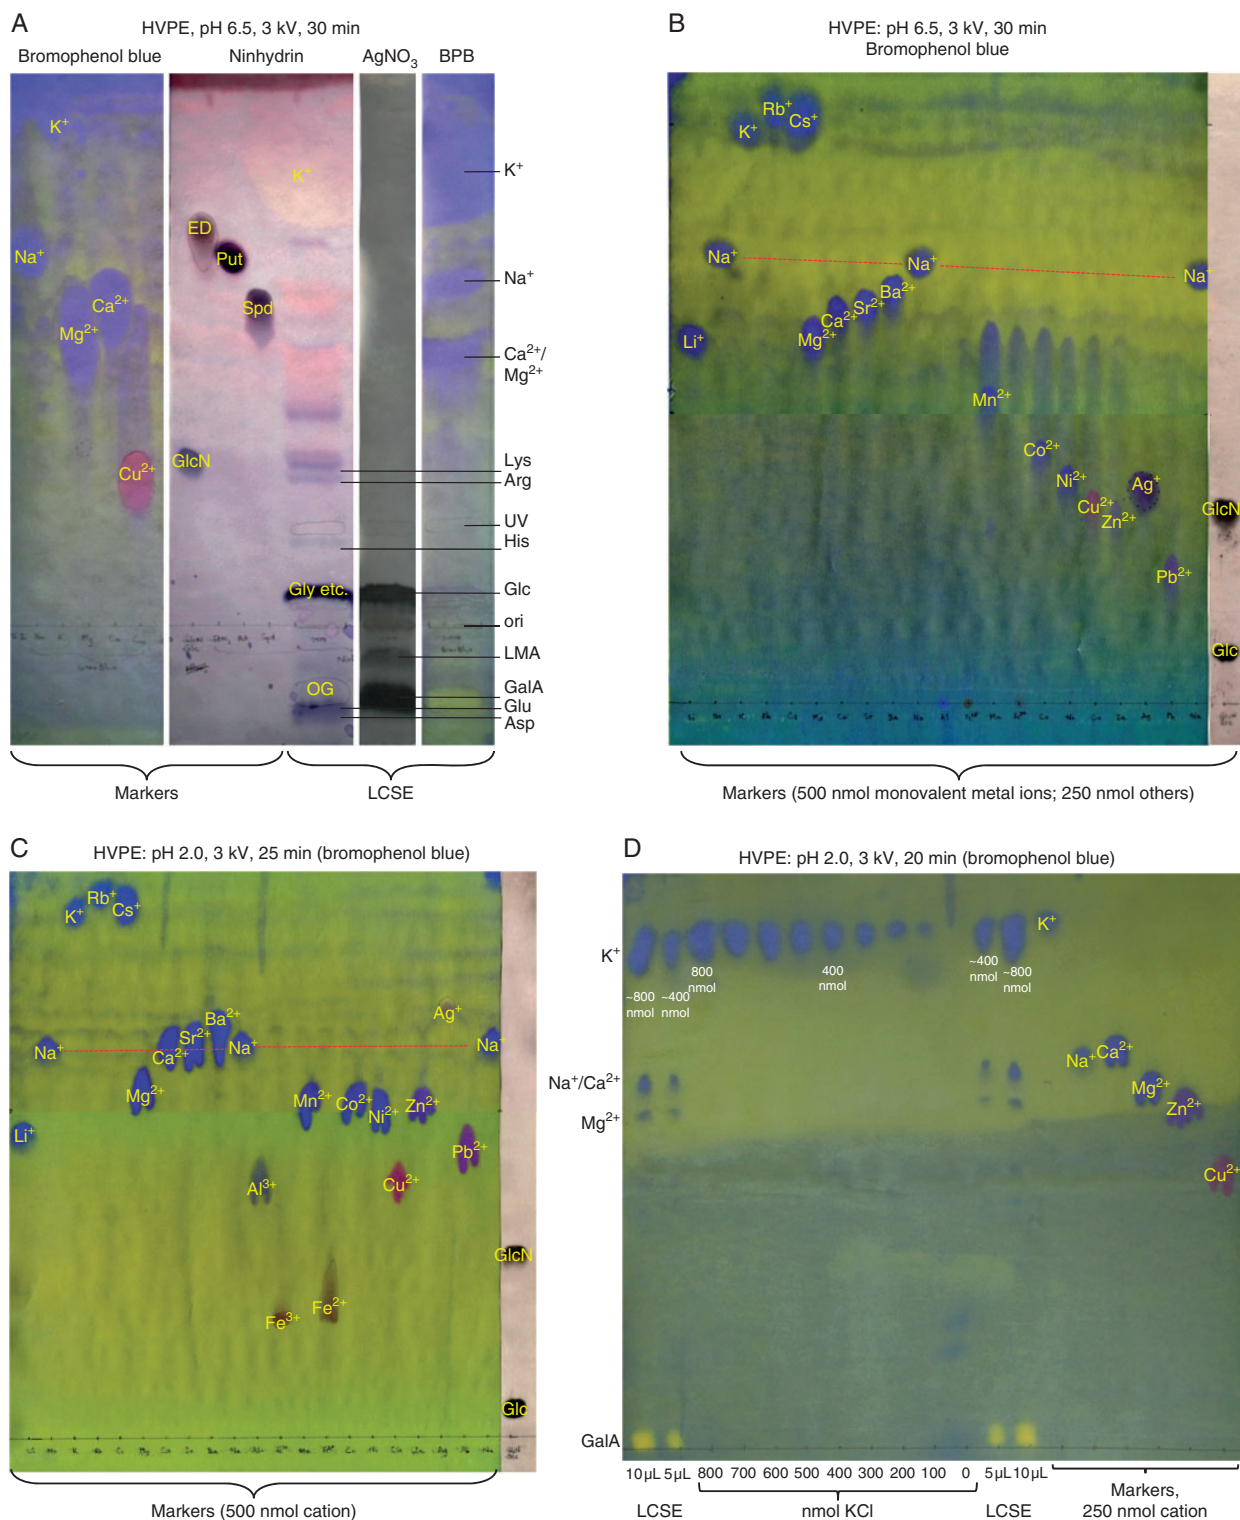 A
HVPE, pH 6.5, 3 kV, 30 min
Bromophenol blue
Ninhydrin
AgNO₃
BPB
K⁺
Na⁺
Ca²⁺
Mg²⁺
Cu²⁺
ED
Put
Spd
GlcN
K⁺
Gly etc.
OG
K⁺
Na⁺
Ca²⁺/
Mg²⁺
Lys
Arg
UV
His
Glc
ori
LMA
GalA
Glu
Asp
Markers
LCSE
B
HVPE: pH 6.5, 3 kV, 30 min
Bromophenol blue
K⁺
Rb⁺
Cs⁺
Na⁺
Na⁺
Na⁺
Li⁺
Mg²⁺
Ca²⁺
Sr²⁺
Ba²⁺
Mn²⁺
Co²⁺
Ni²⁺
Cu²⁺
Zn²⁺
Ag⁺
Pb²⁺
GlcN
Glc
Markers (500 nmol monovalent metal ions; 250 nmol others)
C
HVPE: pH 2.0, 3 kV, 25 min (bromophenol blue)
K⁺
Rb⁺
Cs⁺
Ag⁺
Na⁺
Ca²⁺
Sr²⁺
Ba²⁺
Na⁺
Na⁺
Mg²⁺
Mn²⁺
Co²⁺
Ni²⁺
Zn²⁺
Li⁺
Pb²⁺
Al³⁺
Cu²⁺
GlcN
Fe³⁺
Fe²⁺
Glc
Markers (500 nmol cation)
D
HVPE: pH 2.0, 3 kV, 20 min (bromophenol blue)
K⁺
K⁺
~800
nmol
~400
nmol
800
nmol
400
nmol
~400
nmol
~800
nmol
Na⁺/Ca²⁺
Mg²⁺
Na⁺
Ca²⁺
Mg²⁺
Zn²⁺
Cu²⁺
GalA
10 µL 5 µL 800 700 600 500 400 300 200 100 0 5 µL 10 µL
LCSE
nmol KCl
LCSE
Markers,
250 nmol cation